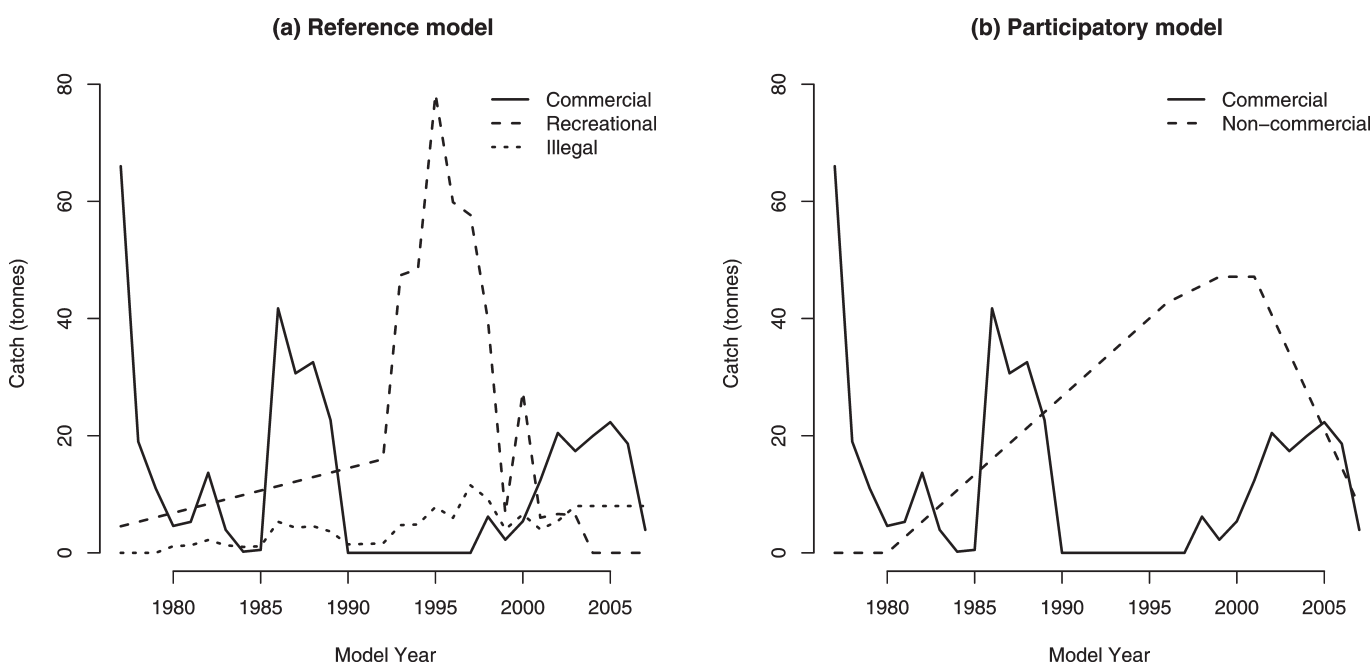 (a) Reference model
Catch (tonnes)
80
60
40
20
0
Commercial
Recreational
Illegal
1980 1985 1990 1995 2000 2005
Model Year
(b) Participatory model
Catch (tonnes)
80
60
40
20
0
Commercial
Non−commercial
1980 1985 1990 1995 2000 2005
Model Year